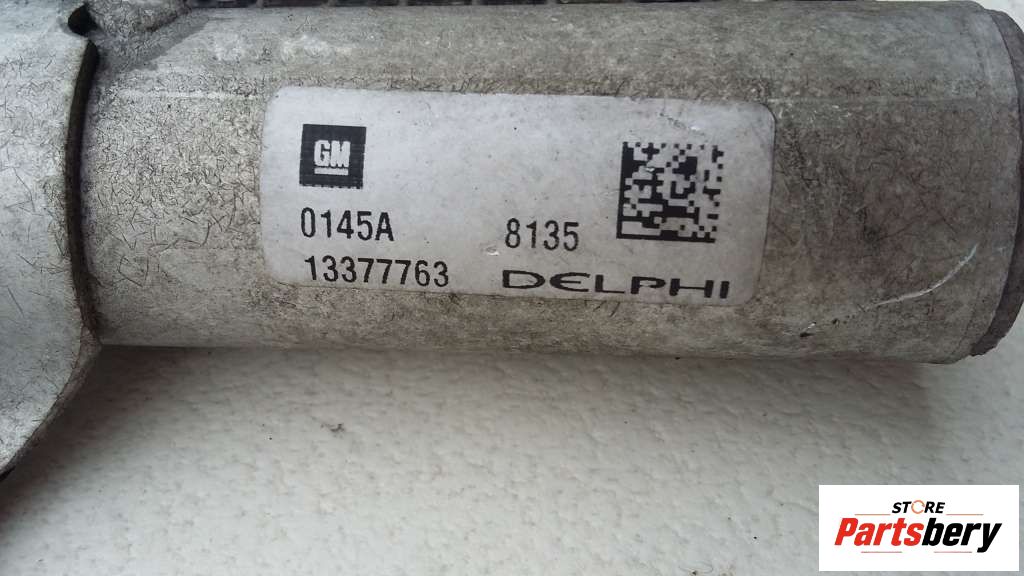 GM
0145A 8135
13377763 DELPHI
STORE
Partsbery